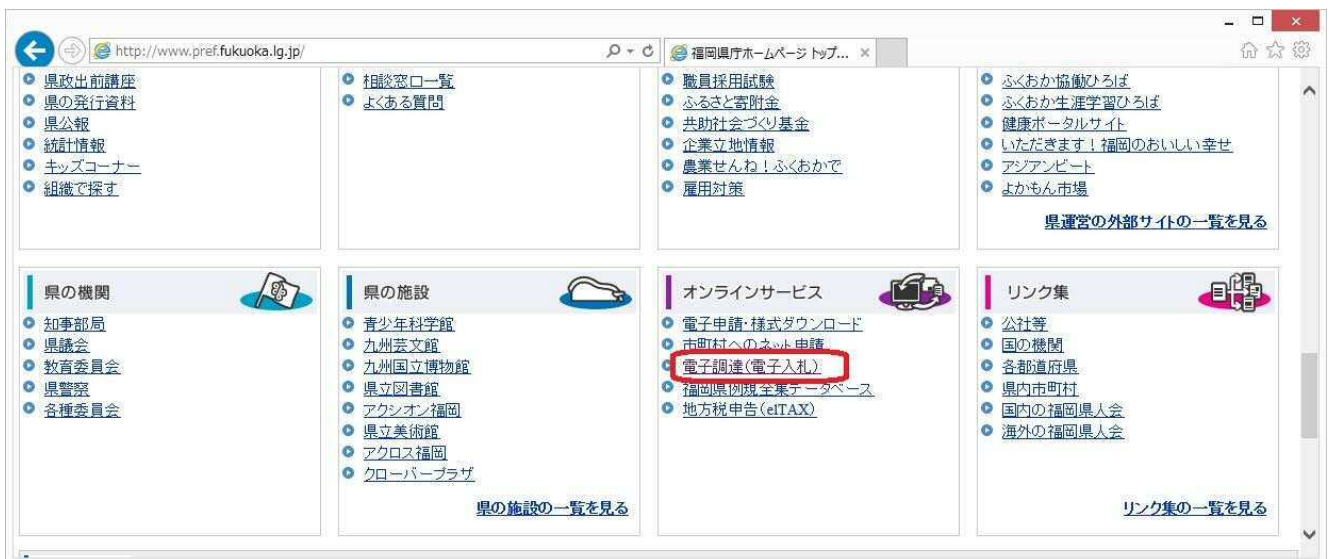 http://www.pref.fukuoka.lg.jp/
福岡県庁ホームページ トップ...
県政出前講座
県の発行資料
県公報
統計情報
キッズコーナー
組織で探す
相談窓口一覧
よくある質問
職員採用試験
ふるさと寄附金
共助社会づくり基金
企業立地情報
農業せんね！ふくおかで
雇用対策
ふくおか協働ひろば
ふくおか生涯学習ひろば
健康ポータルサイト
いただきます！福岡のおいしい幸せ
アジアンビート
よかもん市場
県運営の外部サイトの一覧を見る
県の機関
知事部局
県議会
教育委員会
県警察
各種委員会
県の施設
青少年科学館
九州芸文館
九州国立博物館
県立図書館
アクシオン福岡
県立美術館
アクロス福岡
クローバープラザ
県の施設の一覧を見る
オンラインサービス
電子申請・様式ダウンロード
市町村へのネット申請
電子調達（電子入札）
福岡県例規全集データベース
地方税申告（elTAX）
リンク集
公社等
国の機関
各都道府県
県内市町村
国内の福岡県人会
海外の福岡県人会
リンク集の一覧を見る